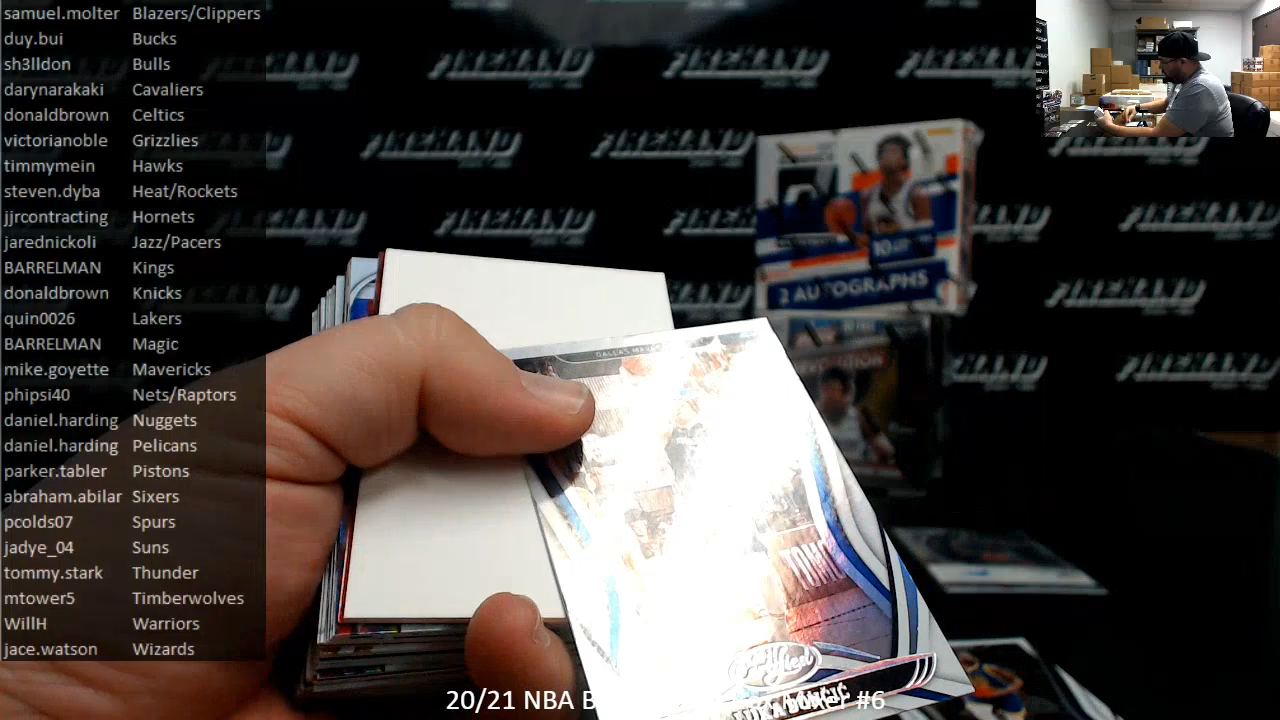 samuel.molter Blazers/Clippers
duy.bui Bucks
sh3lldon Bulls
darynarakaki Cavaliers
donaldbrown Celtics
victorianoble Grizzlies
timmymein Hawks
steven.dyba Heat/Rockets
jjrcontracting Hornets
jarednickoli Jazz/Pacers
BARRELMAN Kings
donaldbrown Knicks
quin0026 Lakers
BARRELMAN Magic
mike.goyette Mavericks
phipsi40 Nets/Raptors
daniel.harding Nuggets
daniel.harding Pelicans
parker.tabler Pistons
abraham.abilar Sixers
pcolds07 Spurs
jadye_04 Suns
tommy.stark Thunder
mtower5 Timberwolves
WillH Warriors
jace.watson Wizards
FIREHAND
10
2 AUTOGRAPHS
DALLAS
20/21 NBA
#6